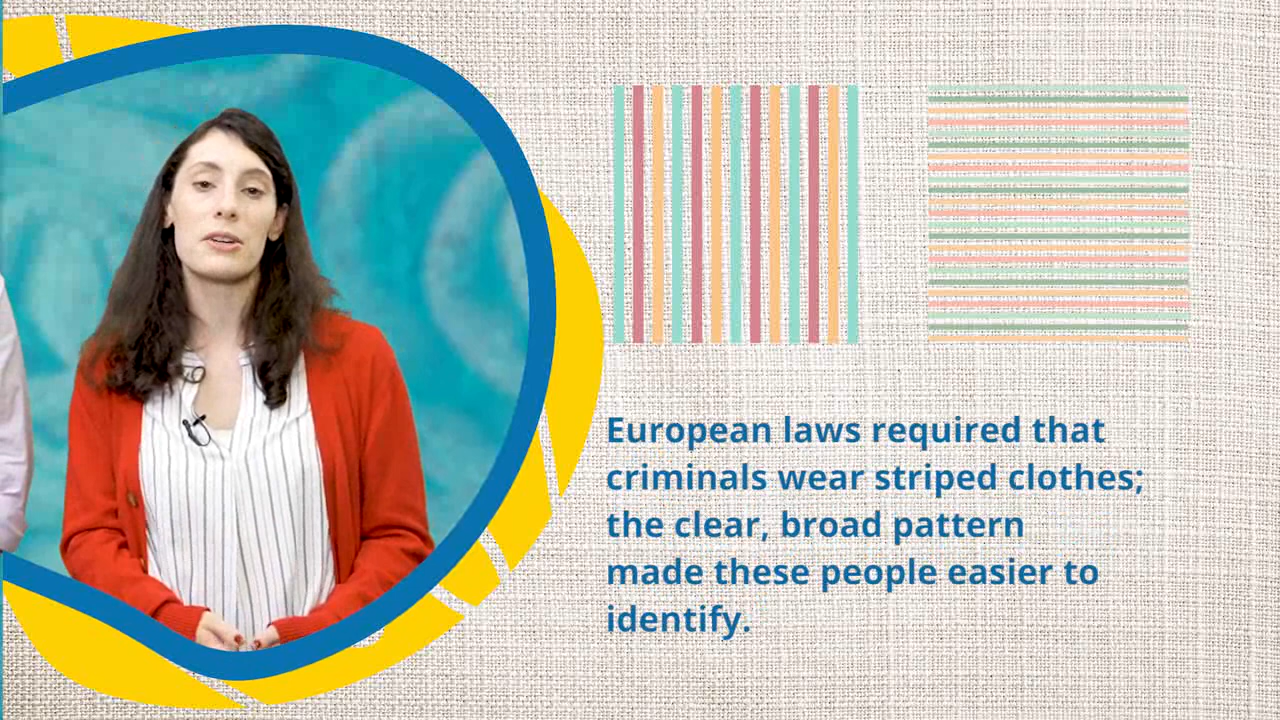 European laws required that
criminals wear striped clothes;
the clear, broad pattern
made these people easier to
identify.